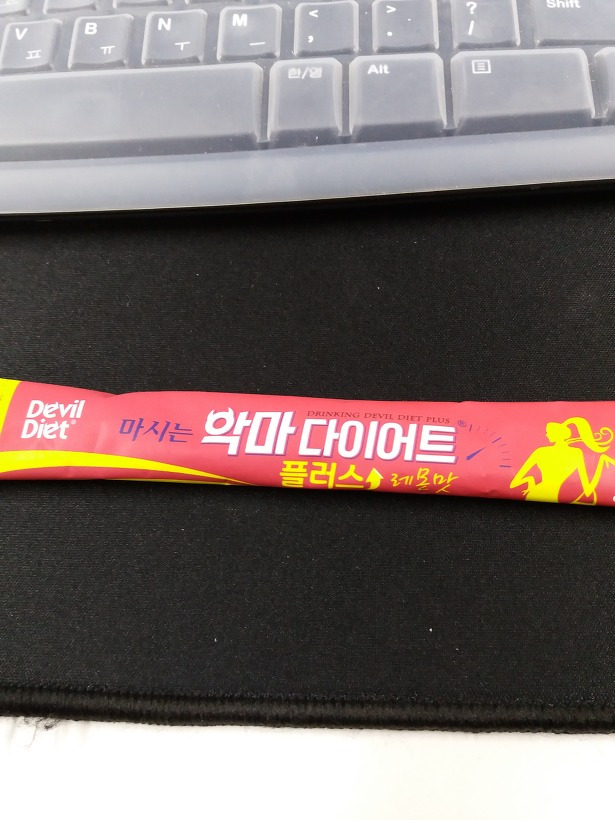 Shift
V ㅍ
B ㅠ
N ㅜ
M ㅡ
< ,
> .
? /
한/영
Alt
Devil
Diet®
마시는 악마다이어트
DRINKING DEVIL DIET PLUS ®
플러스 레몬맛